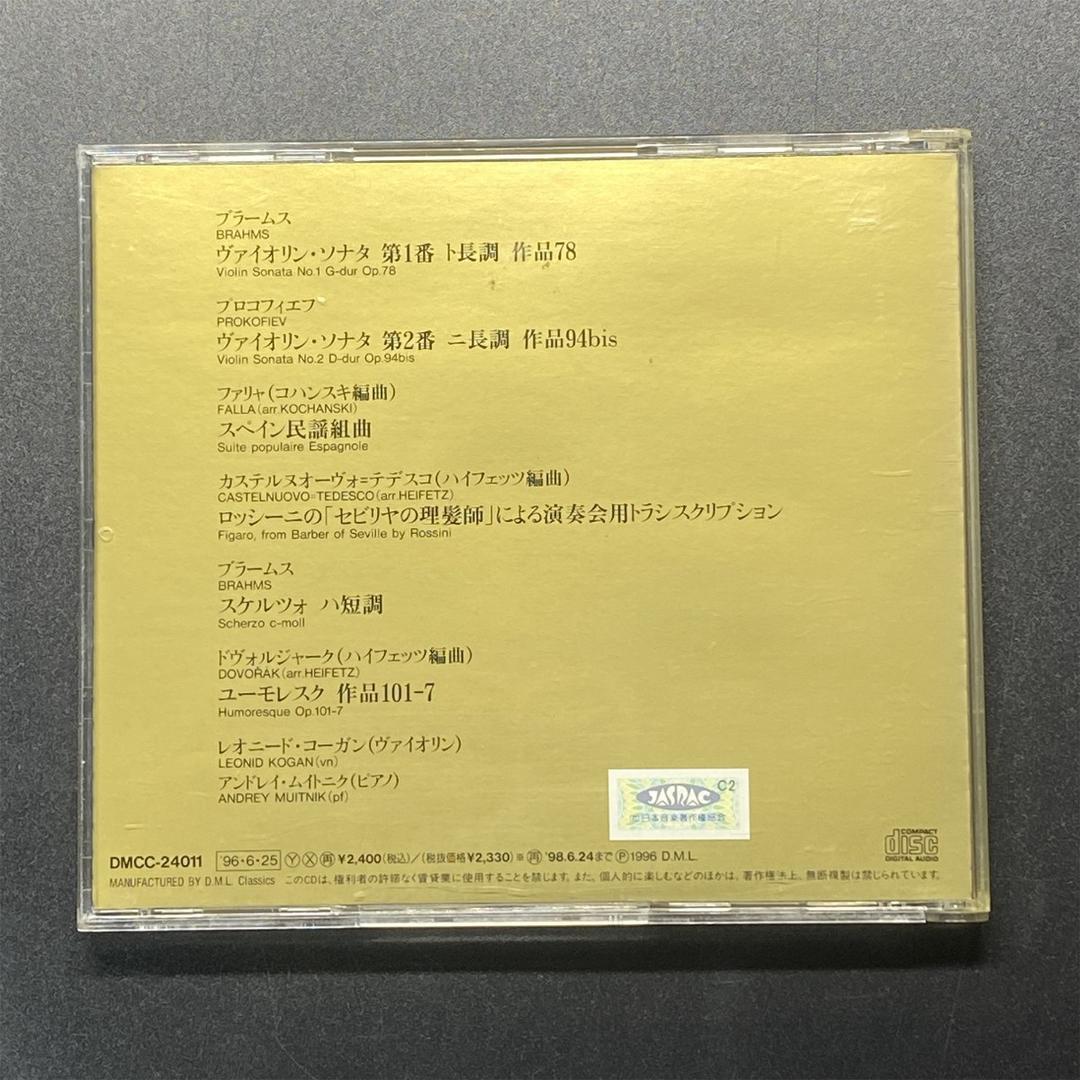 ブラームス
BRAHMS
ヴァイオリン・ソナタ 第1番 ト長調 作品78
Violin Sonata No.1 G-dur Op.78
プロコフィエフ
PROKOFIEV
ヴァイオリン・ソナタ 第2番 ニ長調 作品94bis
Violin Sonata No.2 D-dur Op.94bis
ファリャ(コハンスキ編曲)
FALLA(arr.KOCHANSKI)
スペイン民謡組曲
Suite populaire Espagnole
カステルヌオーヴォ=テデスコ(ハイフェッツ編曲)
CASTELNUOVO=TEDESCO(arr.HEIFETZ)
ロッシーニの「セビリヤの理髪師」による演奏会用トランスクリプション
Figaro, from Barber of Seville by Rossini
ブラームス
BRAHMS
スケルツォ ハ短調
Scherzo c-moll
ドヴォルジャーク(ハイフェッツ編曲)
DOVOŘÁK(arr.HEIFETZ)
ユーモレスク 作品101-7
Humoresque Op.101-7
レオニード・コーガン(ヴァイオリン)
LEONID KOGAN(vn)
アンドレイ・ムイトニク(ピアノ)
ANDREY MUITNIK(pf)
C2
JASRAC
日本音楽著作権協会
COMPACT
disc
DIGITAL AUDIO
DMCC-24011 '96・6・25 Ⓨ Ⓧ ㊞ ¥2,400(税込)/(税抜価格¥2,330)※ 再 '98.6.24まで Ⓟ1996 D.M.L.
MANUFACTURED BY D.M.L. Classics このCDは、権利者の許諾なく賃貸業に使用することを禁じます。また、個人的に楽しむなどのほかは、著作権法上、無断複製は禁じられています。